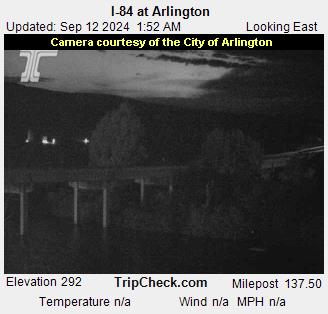 I-84 at Arlington
Updated: Sep 12 2024 1:52 AM Looking East
Camera courtesy of the City of Arlington
Elevation 292 TripCheck.com Milepost 137.50
Temperature n/a Wind n/a MPH n/a